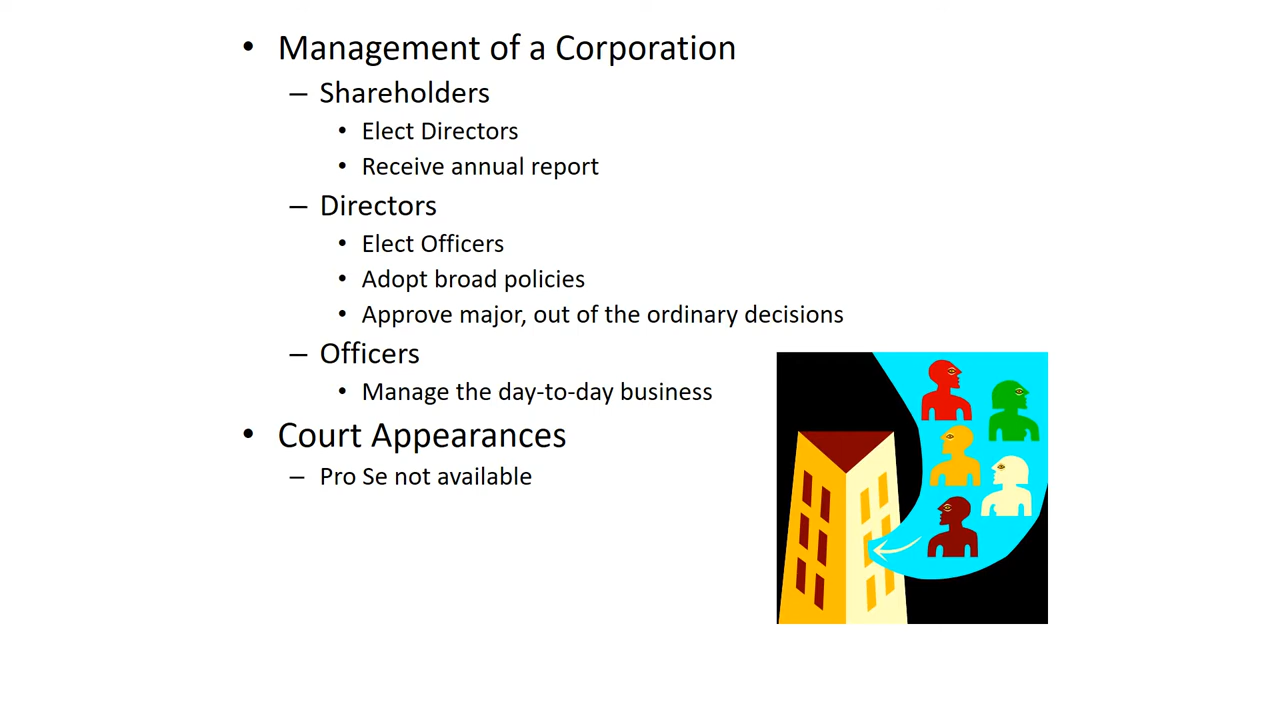 • Management of a Corporation
– Shareholders
• Elect Directors
• Receive annual report
– Directors
• Elect Officers
• Adopt broad policies
• Approve major, out of the ordinary decisions
– Officers
• Manage the day-to-day business
• Court Appearances
– Pro Se not available